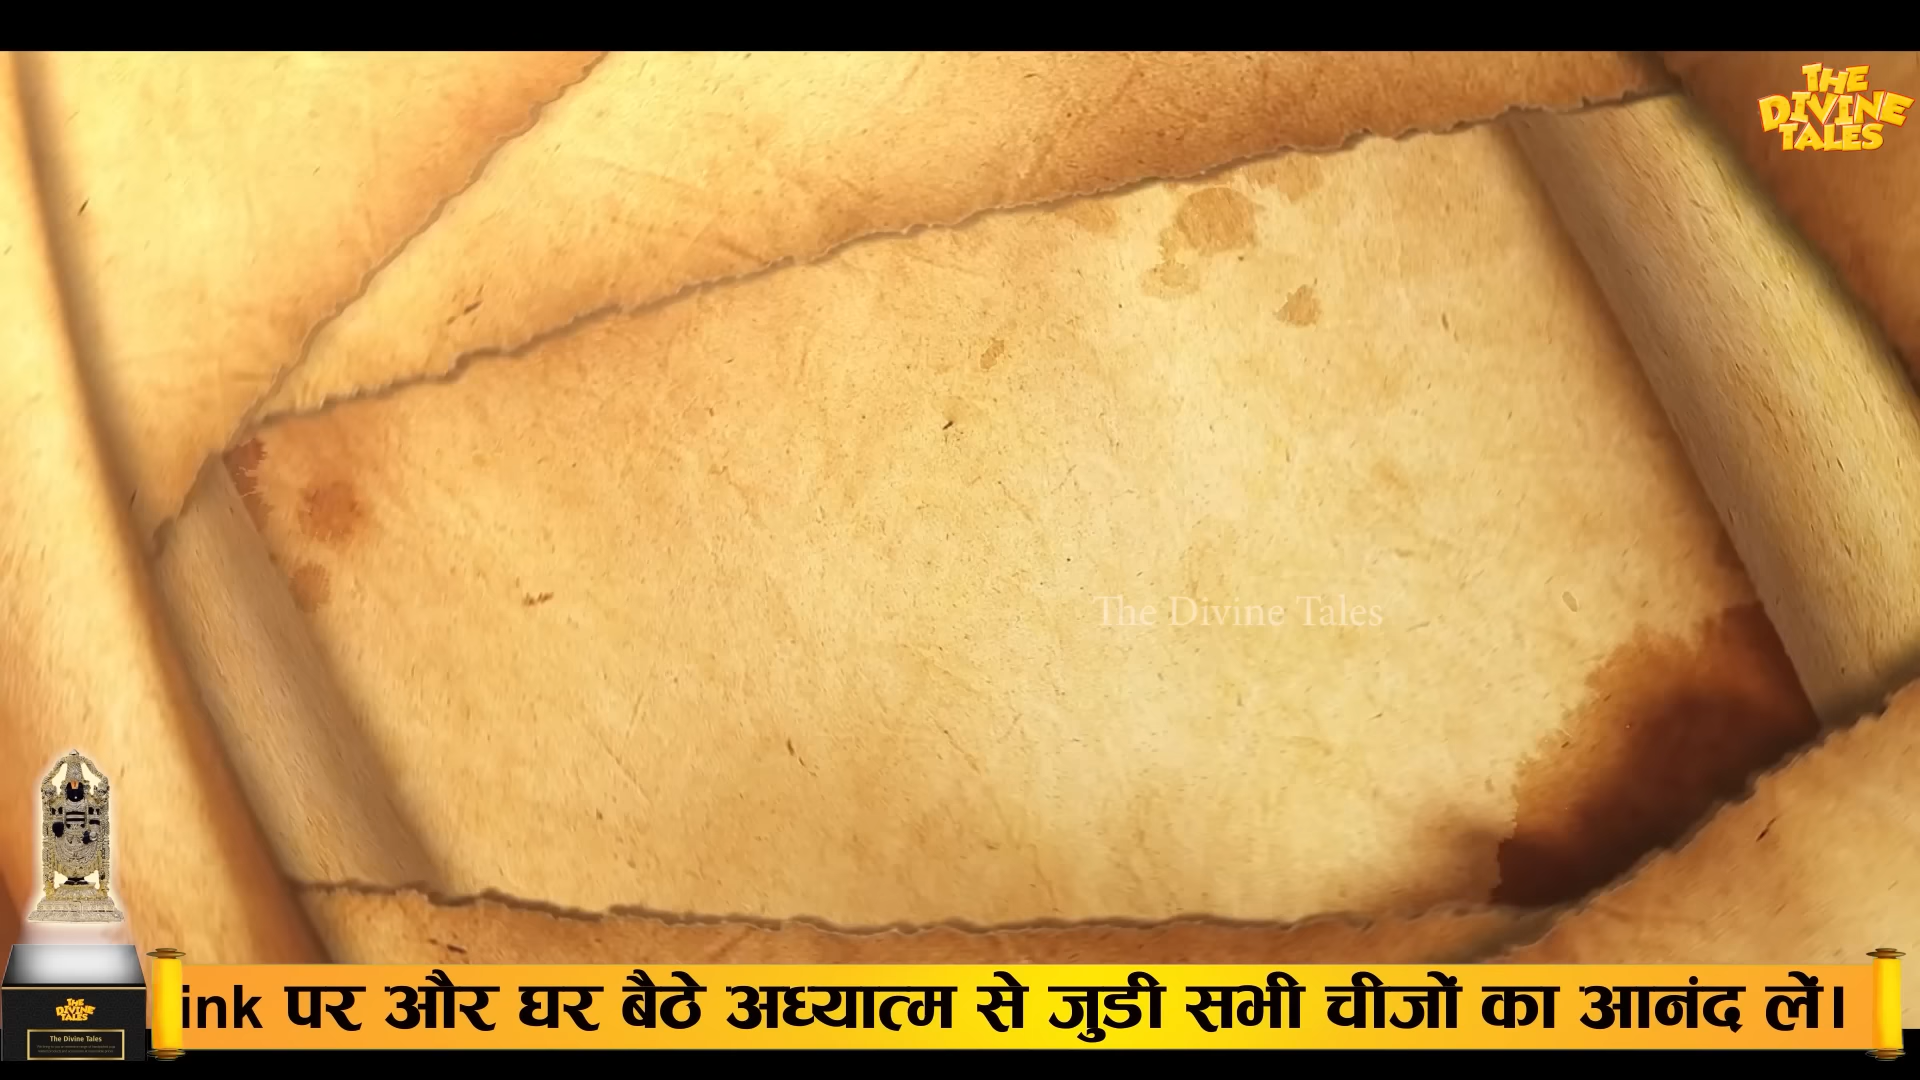 THE
DIVINE
TALES
The Divine Tales
THE
DIVINE
TALES
The Divine Tales
ink पर और घर बैठे अध्यात्म से जुडी सभी चीजों का आनंद लें।